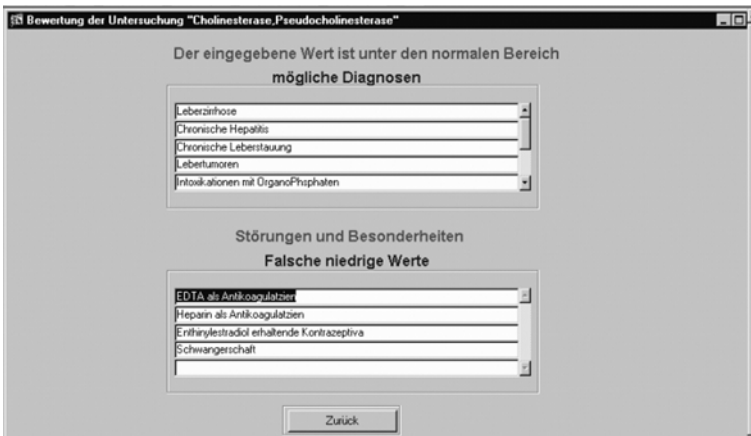 Bewertung der Untersuchung "Cholinesterase,Pseudocholinesterase"
Der eingegebene Wert ist unter den normalen Bereich
mögliche Diagnosen
Leberzirrhose
Chronische Hepatitis
Chronische Leberstauung
Lebertumoren
Intoxikationen mit OrganoPhsphaten
Störungen und Besonderheiten
Falsche niedrige Werte
EDTA als Antikoagulatzien
Heparin als Antikoagulatzien
Enthinylestradiol erhaltende Kontrazeptiva
Schwangerschaft
Zurück